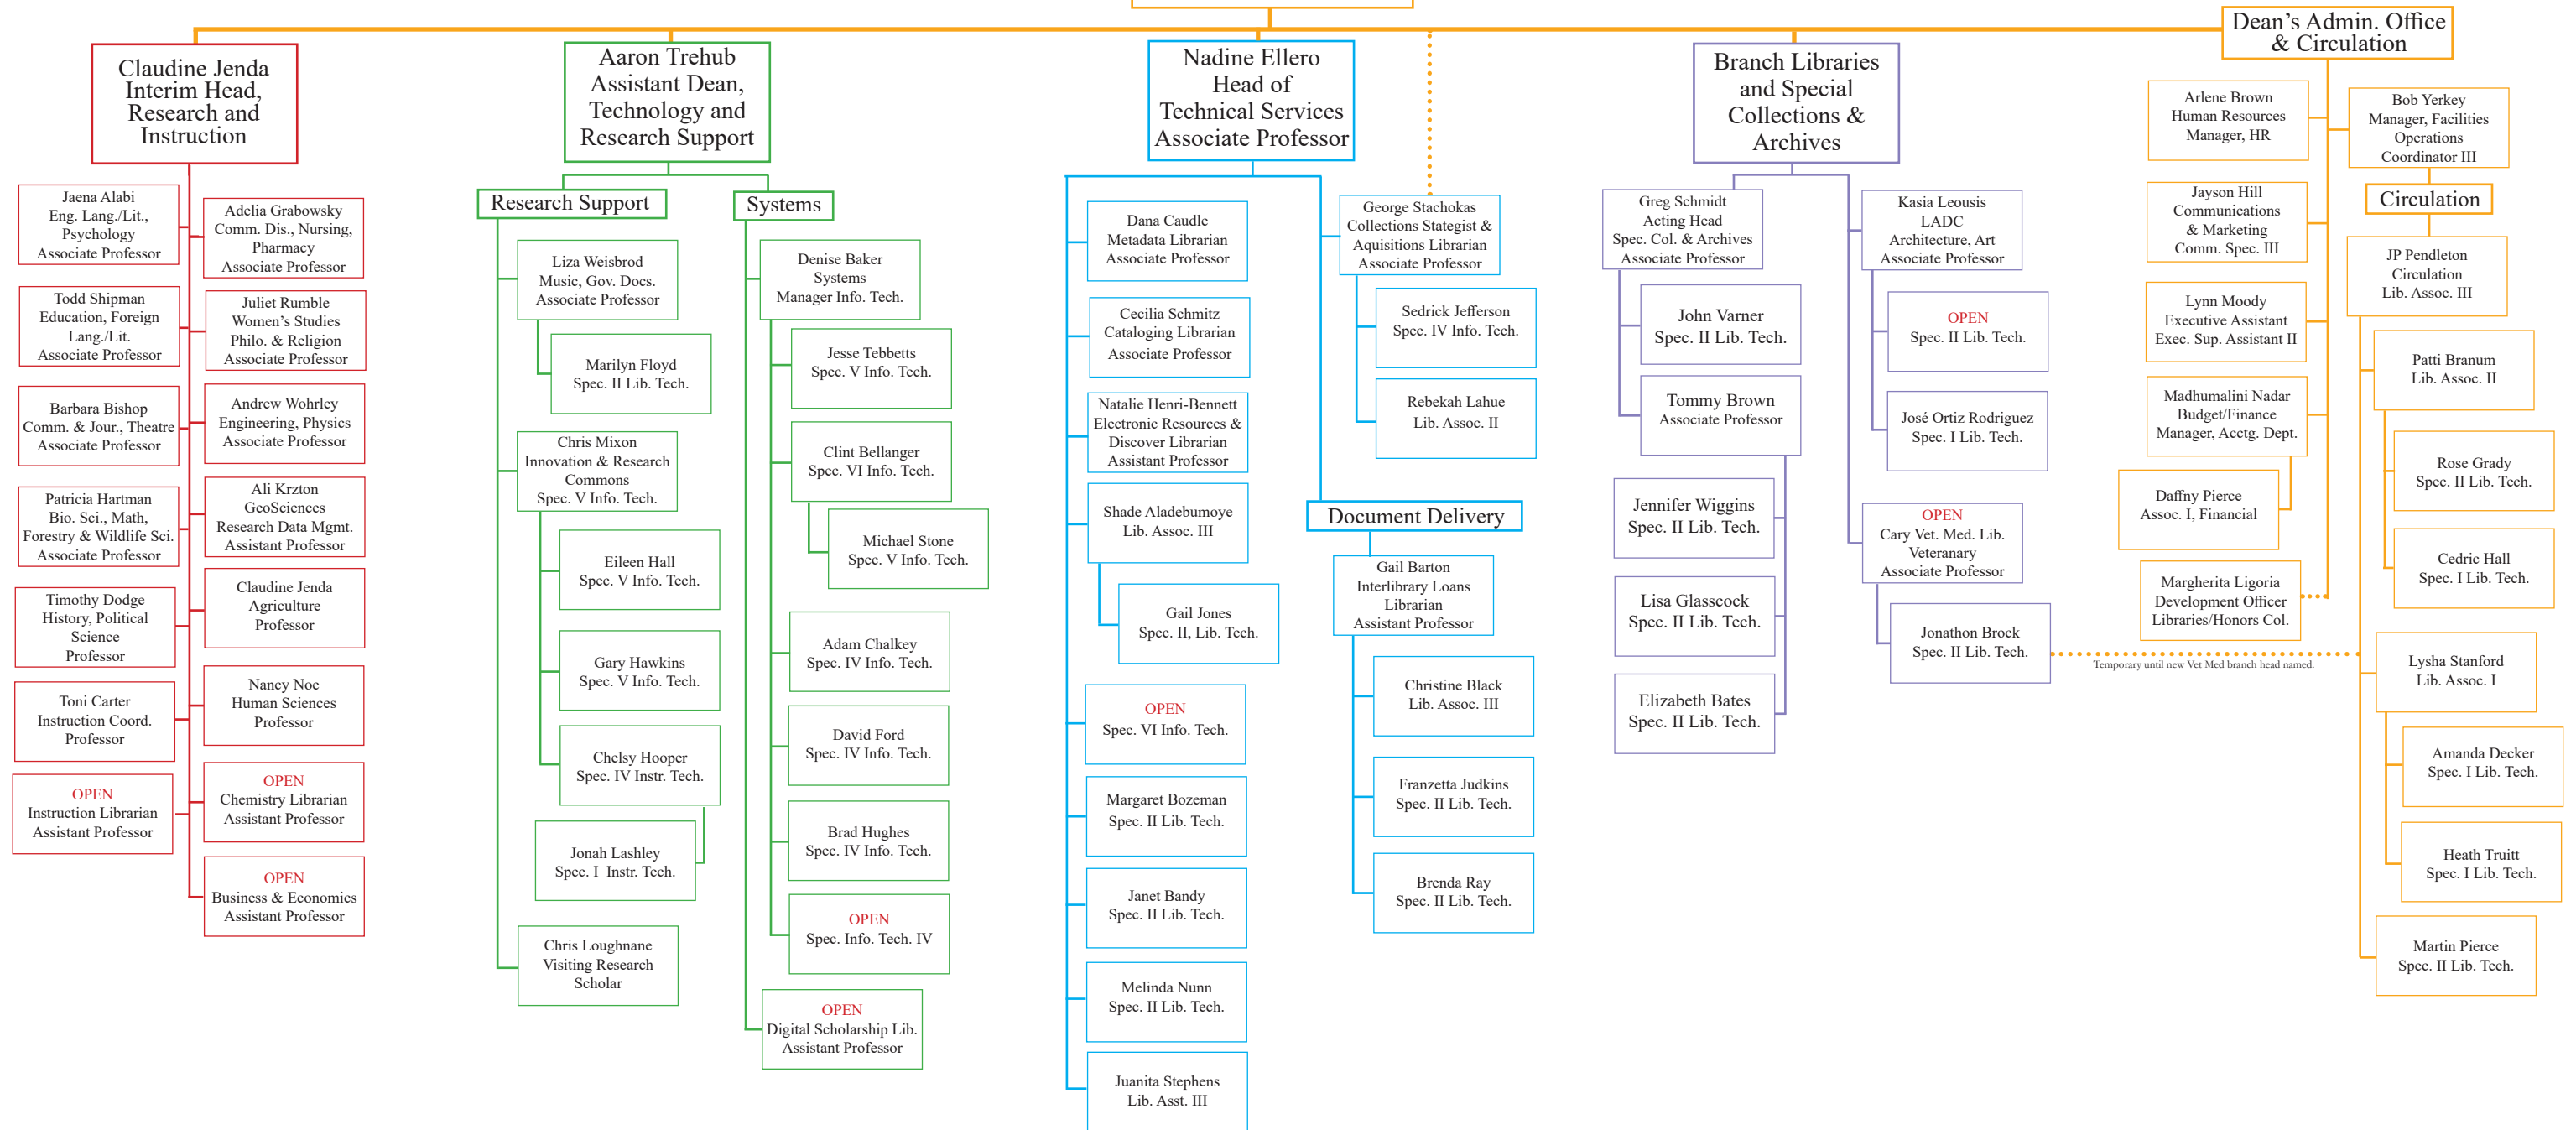 Claudine Jenda
Interim Head,
Research and
Instruction
Jaena Alabi
Eng. Lang./Lit.,
Psychology
Associate Professor
Adelia Grabowsky
Comm. Dis., Nursing,
Pharmacy
Associate Professor
Todd Shipman
Education, Foreign
Lang./Lit.
Associate Professor
Juliet Rumble
Women’s Studies
Philo. & Religion
Associate Professor
Barbara Bishop
Comm. & Jour., Theatre
Associate Professor
Andrew Wohrley
Engineering, Physics
Associate Professor
Patricia Hartman
Bio. Sci., Math,
Forestry & Wildlife Sci.
Associate Professor
Ali Krzton
GeoSciences
Research Data Mgmt.
Assistant Professor
Timothy Dodge
History, Political
Science
Professor
Claudine Jenda
Agriculture
Professor
Toni Carter
Instruction Coord.
Professor
Nancy Noe
Human Sciences
Professor
OPEN
Instruction Librarian
Assistant Professor
OPEN
Chemistry Librarian
Assistant Professor
OPEN
Business & Economics
Assistant Professor
Aaron Trehub
Assistant Dean,
Technology and
Research Support
Research Support
Liza Weisbrod
Music, Gov. Docs.
Associate Professor
Marilyn Floyd
Spec. II Lib. Tech.
Chris Mixon
Innovation & Research
Commons
Spec. V Info. Tech.
Eileen Hall
Spec. V Info. Tech.
Gary Hawkins
Spec. V Info. Tech.
Chelsy Hooper
Spec. IV Instr. Tech.
Jonah Lashley
Spec. I Instr. Tech.
Chris Loughnane
Visiting Research
Scholar
Systems
Denise Baker
Systems
Manager Info. Tech.
Jesse Tebbetts
Spec. V Info. Tech.
Clint Bellanger
Spec. VI Info. Tech.
Michael Stone
Spec. V Info. Tech.
Adam Chalkey
Spec. IV Info. Tech.
David Ford
Spec. IV Info. Tech.
Brad Hughes
Spec. IV Info. Tech.
OPEN
Spec. Info. Tech. IV
OPEN
Digital Scholarship Lib.
Assistant Professor
Nadine Ellero
Head of
Technical Services
Associate Professor
Dana Caudle
Metadata Librarian
Associate Professor
Cecilia Schmitz
Cataloging Librarian
Associate Professor
Natalie Henri-Bennett
Electronic Resources &
Discover Librarian
Assistant Professor
Shade Aladebumoye
Lib. Assoc. III
Gail Jones
Spec. II, Lib. Tech.
OPEN
Spec. VI Info. Tech.
Margaret Bozeman
Spec. II Lib. Tech.
Janet Bandy
Spec. II Lib. Tech.
Melinda Nunn
Spec. II Lib. Tech.
Juanita Stephens
Lib. Asst. III
George Stachokas
Collections Stategist &
Aquisitions Librarian
Associate Professor
Sedrick Jefferson
Spec. IV Info. Tech.
Rebekah Lahue
Lib. Assoc. II
Document Delivery
Gail Barton
Interlibrary Loans
Librarian
Assistant Professor
Christine Black
Lib. Assoc. III
Franzetta Judkins
Spec. II Lib. Tech.
Brenda Ray
Spec. II Lib. Tech.
Branch Libraries
and Special
Collections &
Archives
Greg Schmidt
Acting Head
Spec. Col. & Archives
Associate Professor
John Varner
Spec. II Lib. Tech.
Tommy Brown
Associate Professor
Jennifer Wiggins
Spec. II Lib. Tech.
Lisa Glasscock
Spec. II Lib. Tech.
Elizabeth Bates
Spec. II Lib. Tech.
Kasia Leousis
LADC
Architecture, Art
Associate Professor
OPEN
Spec. II Lib. Tech.
José Ortiz Rodriguez
Spec. I Lib. Tech.
OPEN
Cary Vet. Med. Lib.
Veteranary
Associate Professor
Jonathon Brock
Spec. II Lib. Tech.
Temporary until new Vet Med branch head named.
Dean’s Admin. Office
& Circulation
Arlene Brown
Human Resources
Manager, HR
Jayson Hill
Communications
& Marketing
Comm. Spec. III
Lynn Moody
Executive Assistant
Exec. Sup. Assistant II
Madhumalini Nadar
Budget/Finance
Manager, Acctg. Dept.
Daffny Pierce
Assoc. I, Financial
Margherita Ligoria
Development Officer
Libraries/Honors Col.
Bob Yerkey
Manager, Facilities
Operations
Coordinator III
Circulation
JP Pendleton
Circulation
Lib. Assoc. III
Patti Branum
Lib. Assoc. II
Rose Grady
Spec. II Lib. Tech.
Cedric Hall
Spec. I Lib. Tech.
Lysha Stanford
Lib. Assoc. I
Amanda Decker
Spec. I Lib. Tech.
Heath Truitt
Spec. I Lib. Tech.
Martin Pierce
Spec. II Lib. Tech.